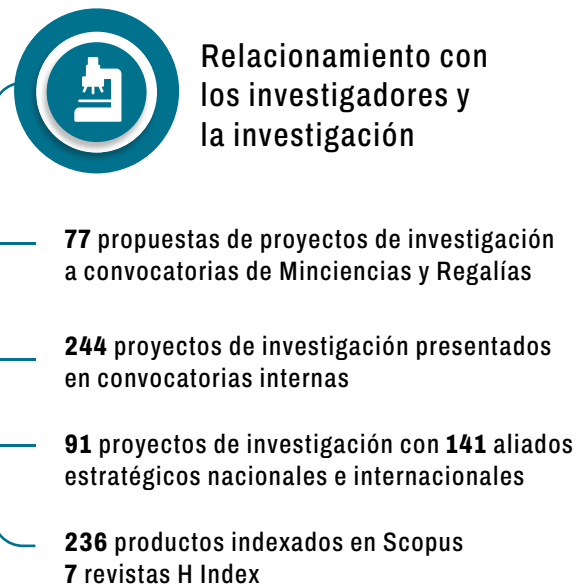 Relacionamiento con
los investigadores y
la investigación
77 propuestas de proyectos de investigación
a convocatorias de Minciencias y Regalías
244 proyectos de investigación presentados
en convocatorias internas
91 proyectos de investigación con 141 aliados
estratégicos nacionales e internacionales
236 productos indexados en Scopus
7 revistas H Index